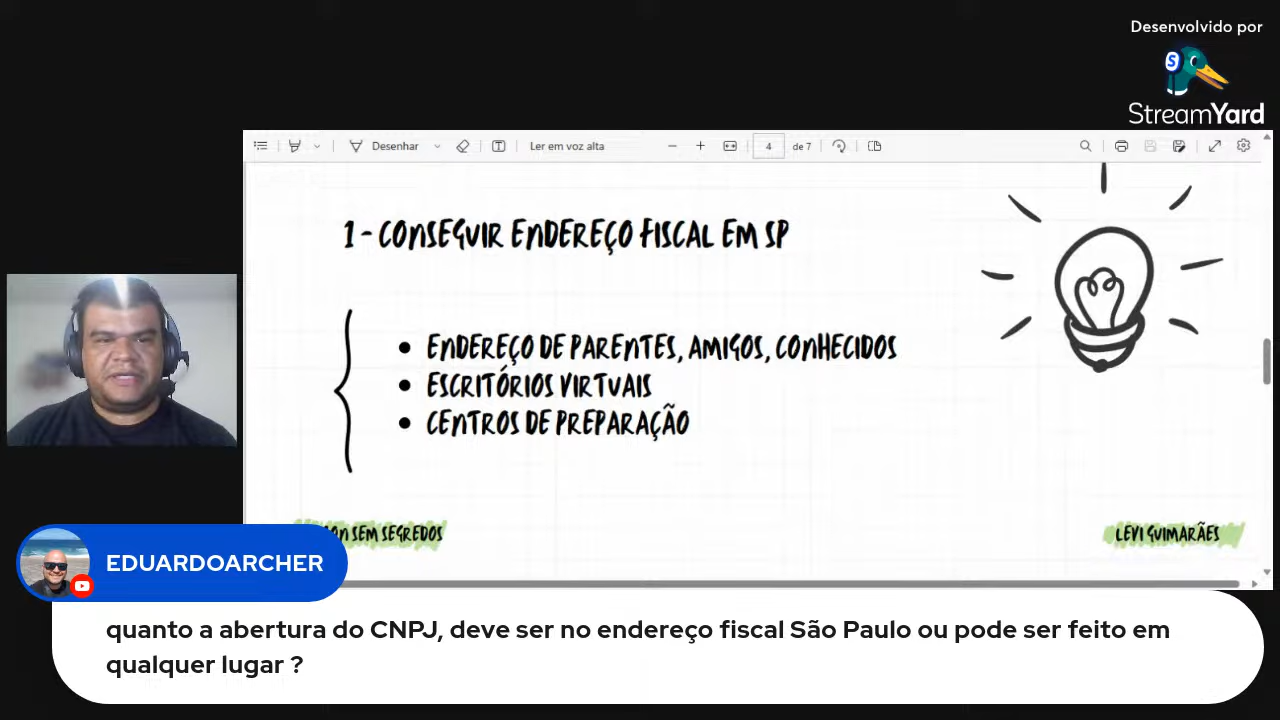 Desenvolvido por
StreamYard
Desenhar
Ler em voz alta
4
de 7
1 - CONSEGUIR ENDEREÇO FISCAL EM SP
• ENDEREÇO DE PARENTES, AMIGOS, CONHECIDOS
• ESCRITÓRIOS VIRTUAIS
• CENTROS DE PREPARAÇÃO
SEM SEGREDOS
LEVI GUIMARÃES
EDUARDOARCHER
quanto a abertura do CNPJ, deve ser no endereço fiscal São Paulo ou pode ser feito em
qualquer lugar ?